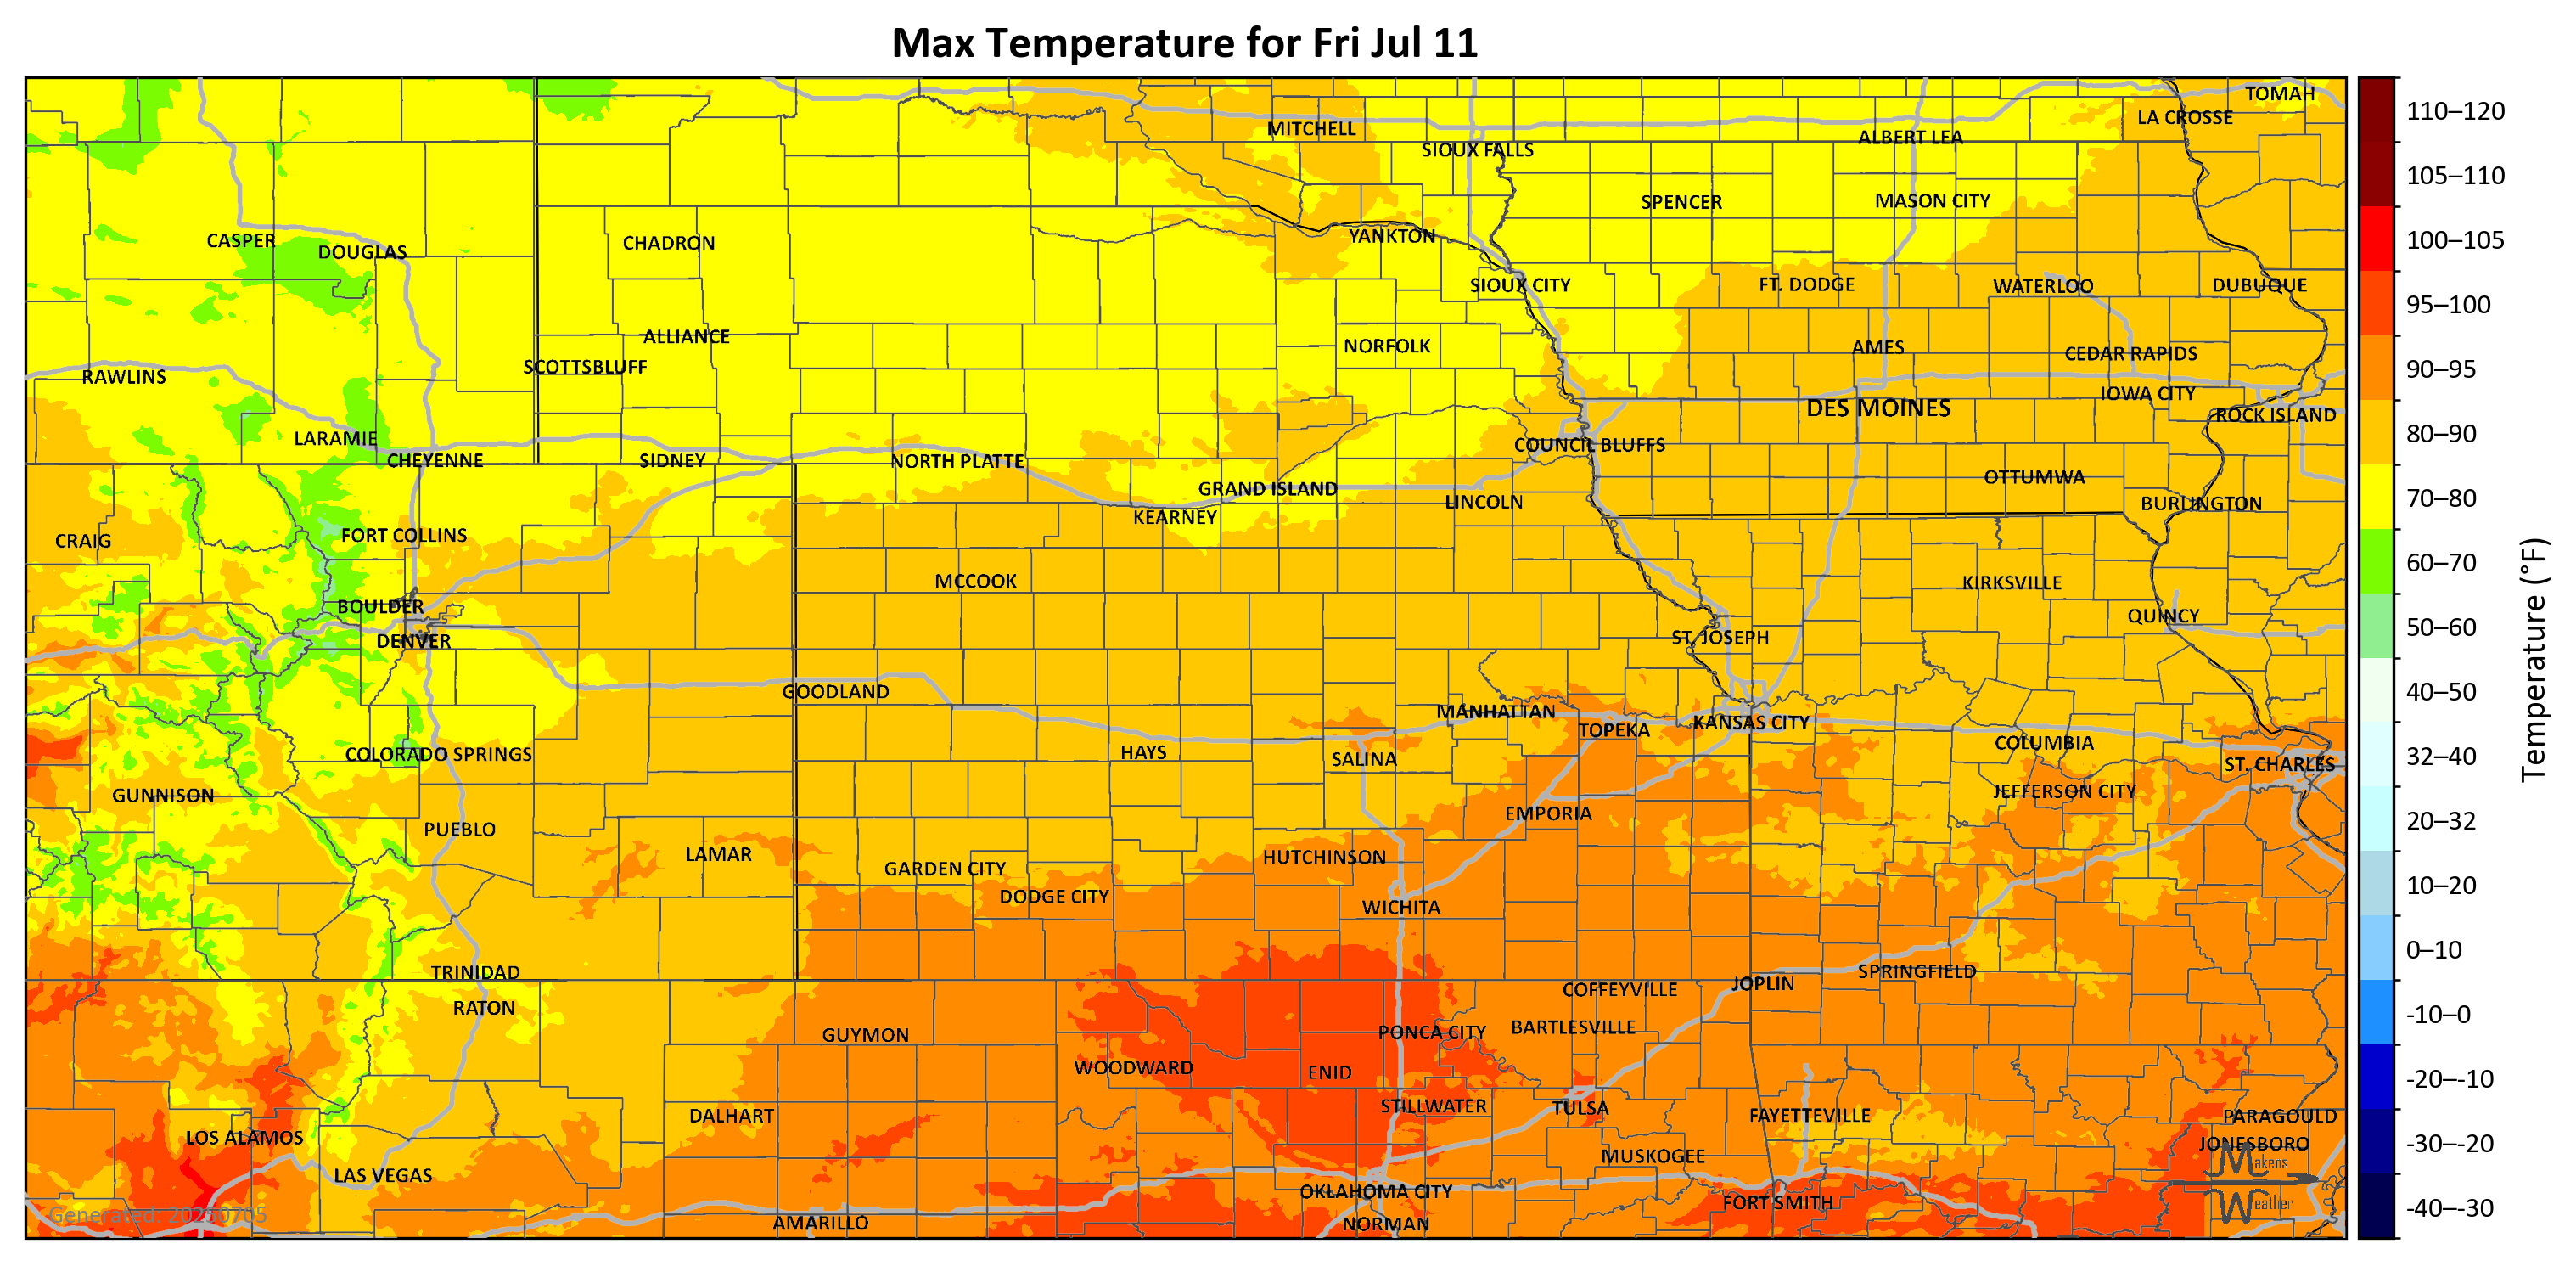 Max Temperature for Fri Jul 11
TOMAH
LA CROSSE
MITCHELL
ALBERT LEA
SIOUX FALLS
SPENCER
MASON CITY
YANKTON
CASPER
CHADRON
DOUGLAS
SIOUX CITY
FT. DODGE
WATERLOO
DUBUQUE
ALLIANCE
NORFOLK
AMES
CEDAR RAPIDS
SCOTTSBLUFF
RAWLINS
IOWA CITY
DES MOINES
ROCK ISLAND
LARAMIE
COUNCIL BLUFFS
CHEYENNE
SIDNEY
NORTH PLATTE
OTTUMWA
GRAND ISLAND
LINCOLN
BURLINGTON
KEARNEY
FORT COLLINS
CRAIG
MCCOOK
KIRKSVILLE
BOULDER
QUINCY
DENVER
ST. JOSEPH
GOODLAND
MANHATTAN
KANSAS CITY
TOPEKA
COLUMBIA
COLORADO SPRINGS
HAYS
SALINA
ST. CHARLES
GUNNISON
JEFFERSON CITY
EMPORIA
PUEBLO
LAMAR
HUTCHINSON
GARDEN CITY
DODGE CITY
WICHITA
TRINIDAD
SPRINGFIELD
JOPLIN
COFFEYVILLE
RATON
BARTLESVILLE
PONCA CITY
GUYMON
WOODWARD
ENID
STILLWATER
TULSA
DALHART
FAYETTEVILLE
PARAGOULD
LOS ALAMOS
JONESBORO
MUSKOGEE
Makens
LAS VEGAS
OKLAHOMA CITY
FORT SMITH
Weather
Generated: 20250705
AMARILLO
NORMAN
110–120
105–110
100–105
95–100
90–95
80–90
70–80
60–70
50–60
40–50
32–40
20–32
10–20
0–10
-10–0
-20–-10
-30–-20
-40–-30
Temperature (°F)